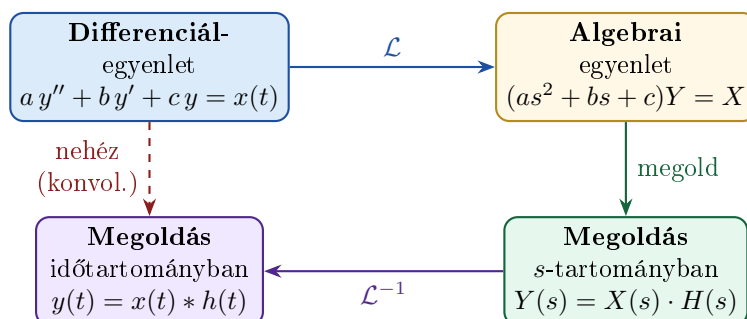 Differenciál-
egyenlet
a y′′ + b y′ + c y = x(t)
ℒ
Algebrai
egyenlet
(as² + bs + c)Y = X
nehéz
(konvol.)
megold
Megoldás
időtartományban
y(t) = x(t) ∗ h(t)
ℒ⁻¹
Megoldás
s-tartományban
Y(s) = X(s) · H(s)